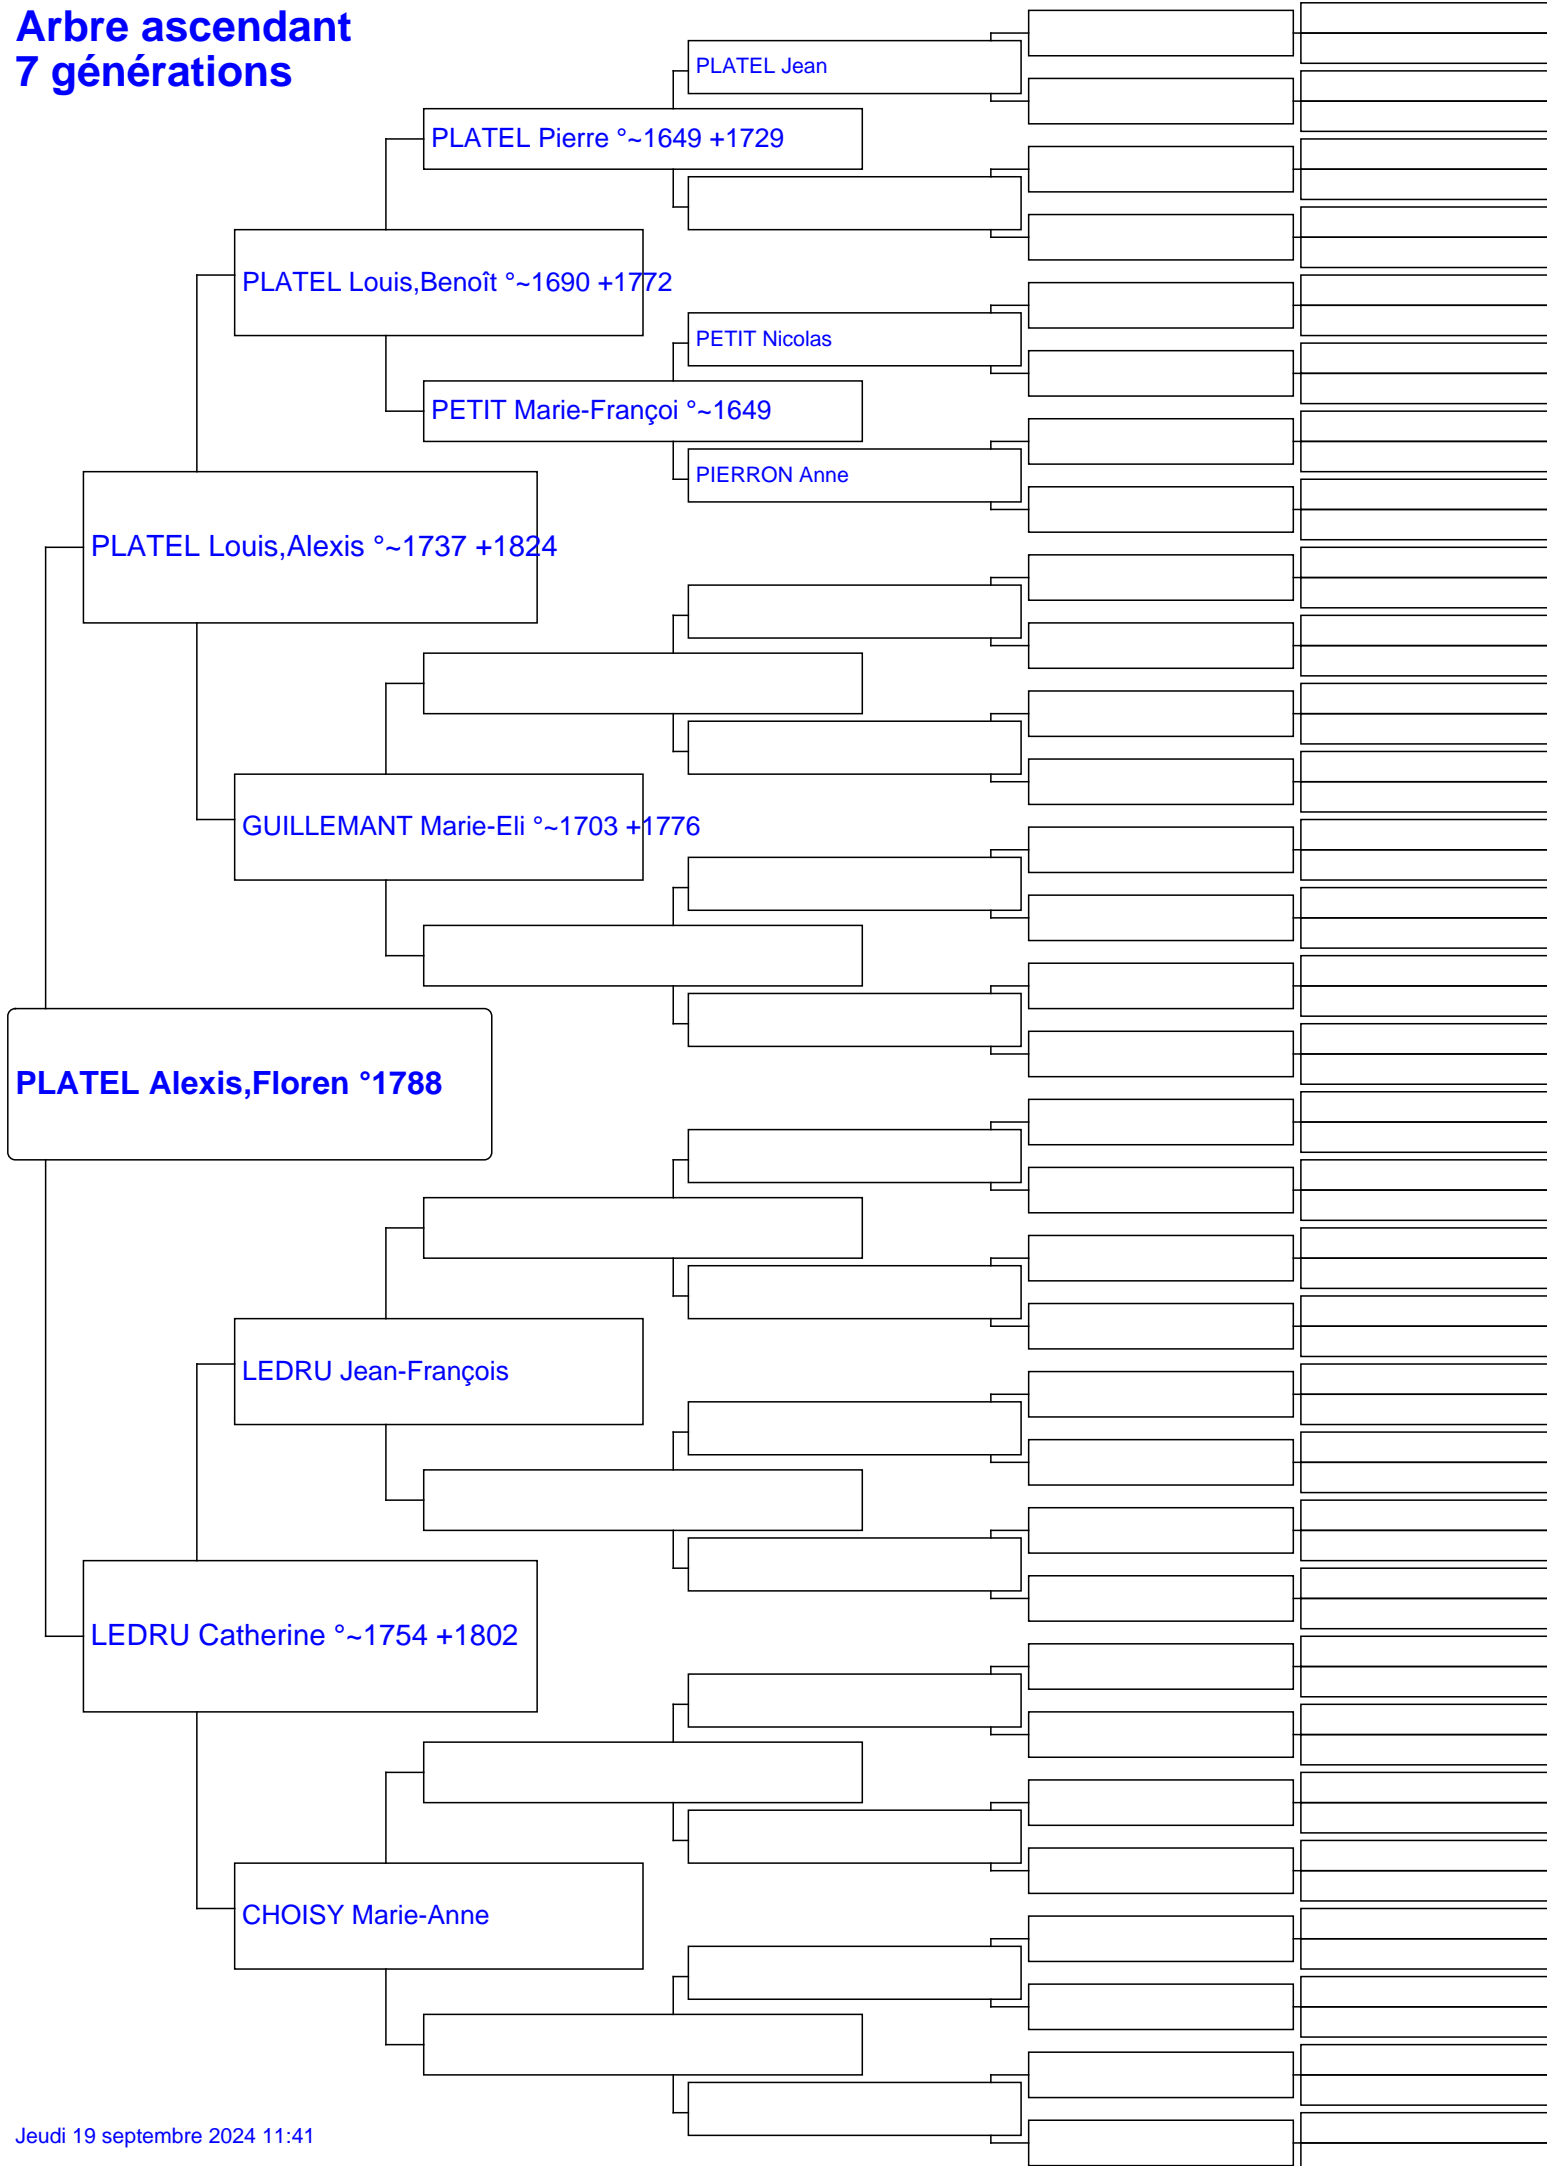 Arbre ascendant
7 générations
PLATEL Jean
PLATEL Pierre °~1649 +1729
PLATEL Louis,Benoît °~1690 +1772
PETIT Nicolas
PETIT Marie-Françoi °~1649
PIERRON Anne
PLATEL Louis,Alexis °~1737 +1824
GUILLEMANT Marie-Eli °~1703 +1776
PLATEL Alexis,Floren °1788
LEDRU Jean-François
LEDRU Catherine °~1754 +1802
CHOISY Marie-Anne
Jeudi 19 septembre 2024 11:41